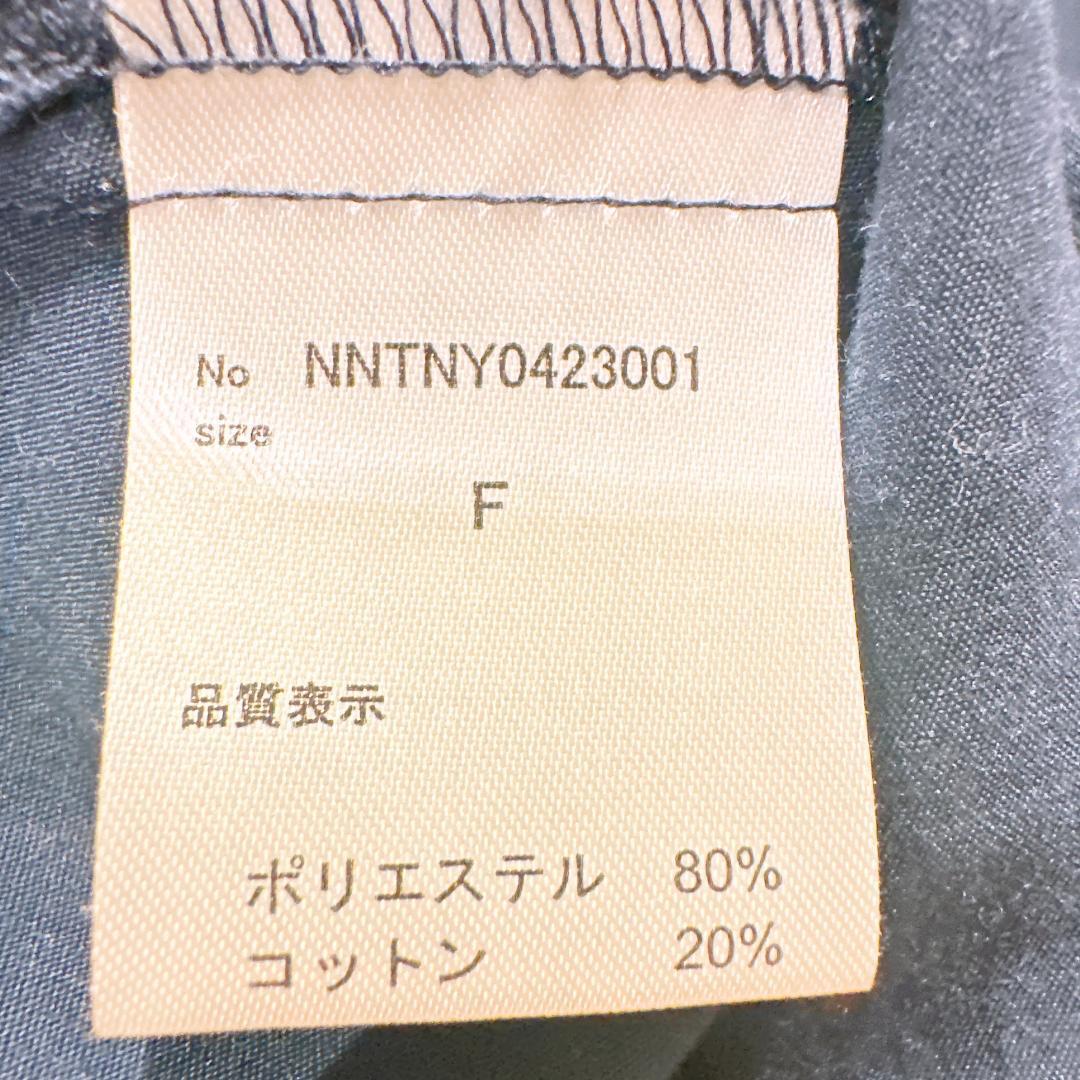 No NNTNY0423001
size
F
品質表示
ポリエステル 80%
コットン 20%